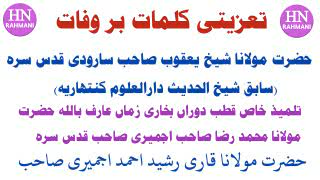 HN
RAHMANI
تعزیتی کلمات بر وفات
HN
RAHMANI
حضرت مولانا شیخ یعقوب صاحب سارودی قدس سرہ
(سابق شیخ الحدیث دارالعلوم کنتھاریہ)
تلمیذ خاص قطب دوراں بخاری زماں عارف بالله حضرت
مولانا محمد رضا صاحب اجمیری صاحب قدس سرہ
حضرت مولانا قاری رشید احمد اجمیری صاحب